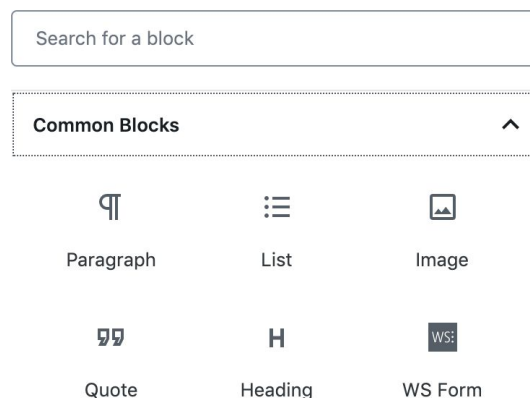 Search for a block
Common Blocks
Paragraph List Image
H WS:
Quote Heading WS Form